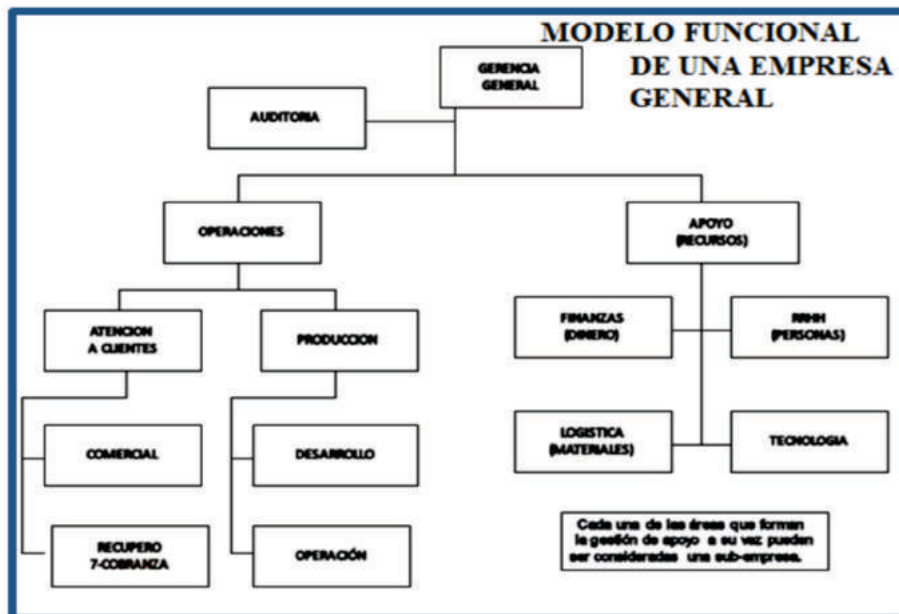 MODELO FUNCIONAL
DE UNA EMPRESA
GENERAL
GERENCIA
GENERAL
AUDITORIA
OPERACIONES
APOYO
(RECURSOS)
ATENCION
A CLIENTES
PRODUCCION
FINANZAS
(DINERO)
RRHH
(PERSONAS)
COMERCIAL
DESARROLLO
LOGISTICA
(MATERIALES)
TECNOLOGIA
RECUPERO
7-COBRANZA
OPERACIÓN
Cada una de las áreas que forman
la gestión de apoyo a su vez pueden
ser consideradas una sub-empresa.